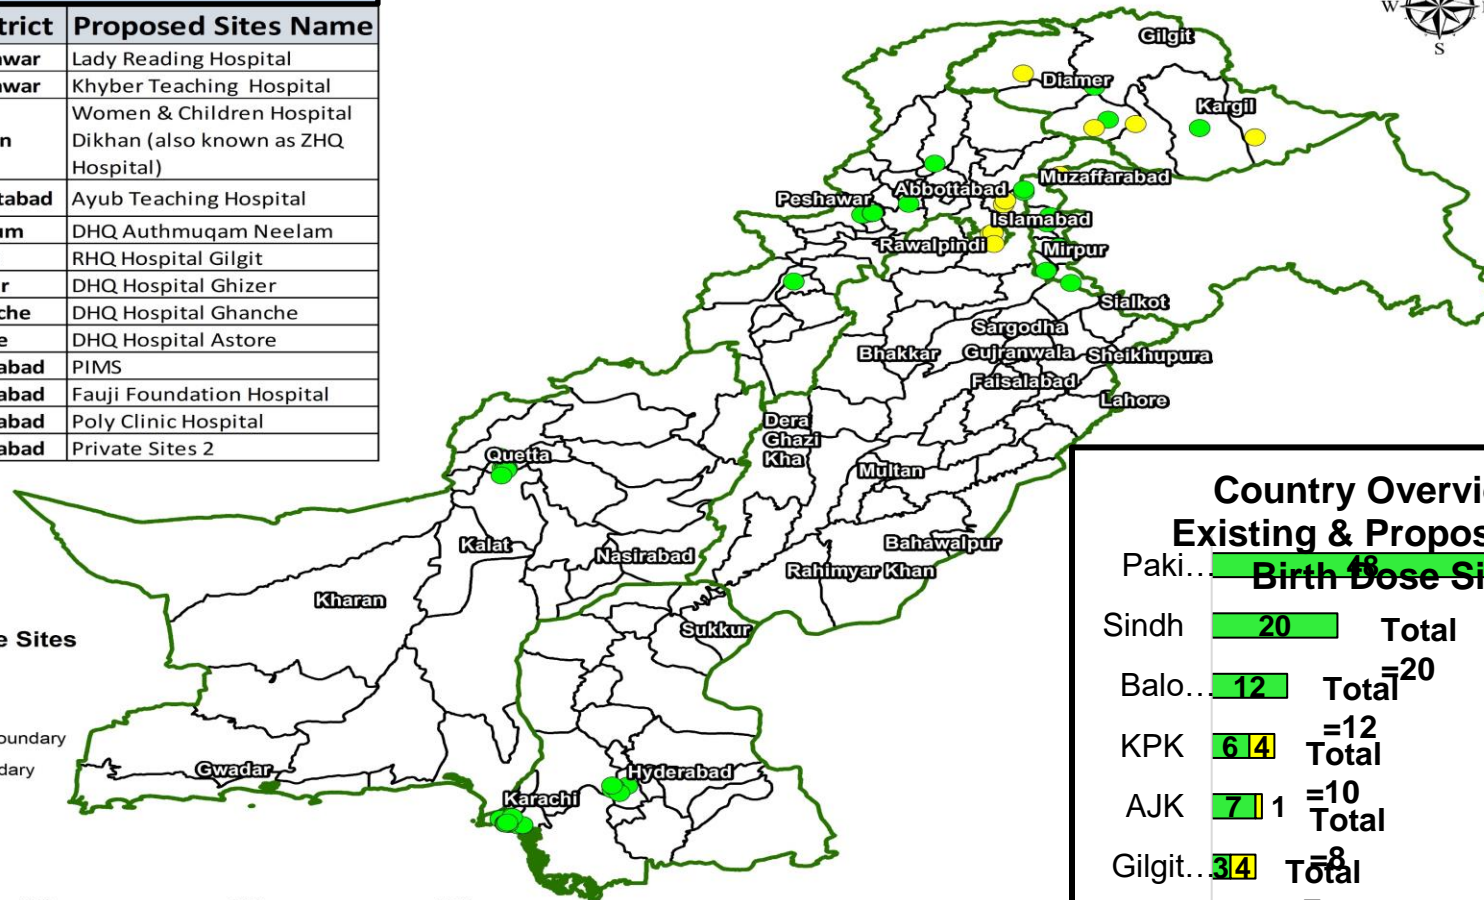 trict Proposed Sites Name
war Lady Reading Hospital
war Khyber Teaching Hospital
n Women & Children Hospital
Dikhan (also known as ZHQ
Hospital)
tabad Ayub Teaching Hospital
um DHQ Authmuqam Neelam
RHQ Hospital Gilgit
r DHQ Hospital Ghizer
che DHQ Hospital Ghanche
e DHQ Hospital Astore
abad PIMS
abad Fauji Foundation Hospital
abad Poly Clinic Hospital
abad Private Sites 2
W
S
Gilgit
Diamer
Kargil
Muzaffarabad
Abbottabad
Peshawar
Islamabad
Rawalpindi
Mirpur
Sialkot
Sargodha
Bhakkar
Gujranwala
Sheikhupura
Faisalabad
Lahore
Dera
Ghazi
Kha
Quetta
Multan
Kalat
Nasirabad
Bahawalpur
Rahimyar Khan
Kharan
Sukkur
Gwadar
Hyderabad
Karachi
e Sites
oundary
dary
Country Overvi
Existing & Propos
Birth Dose Si
Paki… 48
Sindh 20 Total
=20
Balo… 12 Total
=12
KPK 6 4 Total
=10
AJK 7 1 Total
=8
Gilgit… 3 4 Total